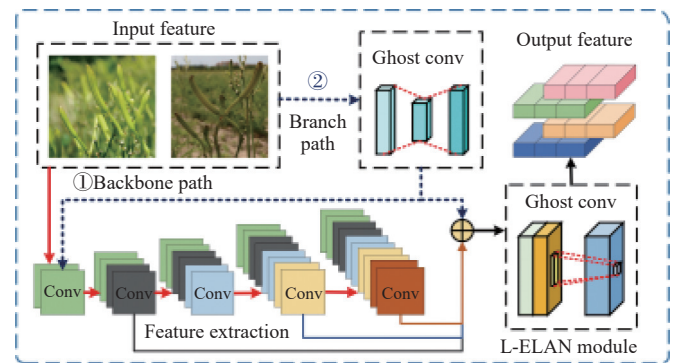 Input feature
②
Branch
path
Ghost conv
Output feature
①Backbone path
Ghost conv
Conv
Conv
Conv
Conv
Conv
Feature extraction
L-ELAN module